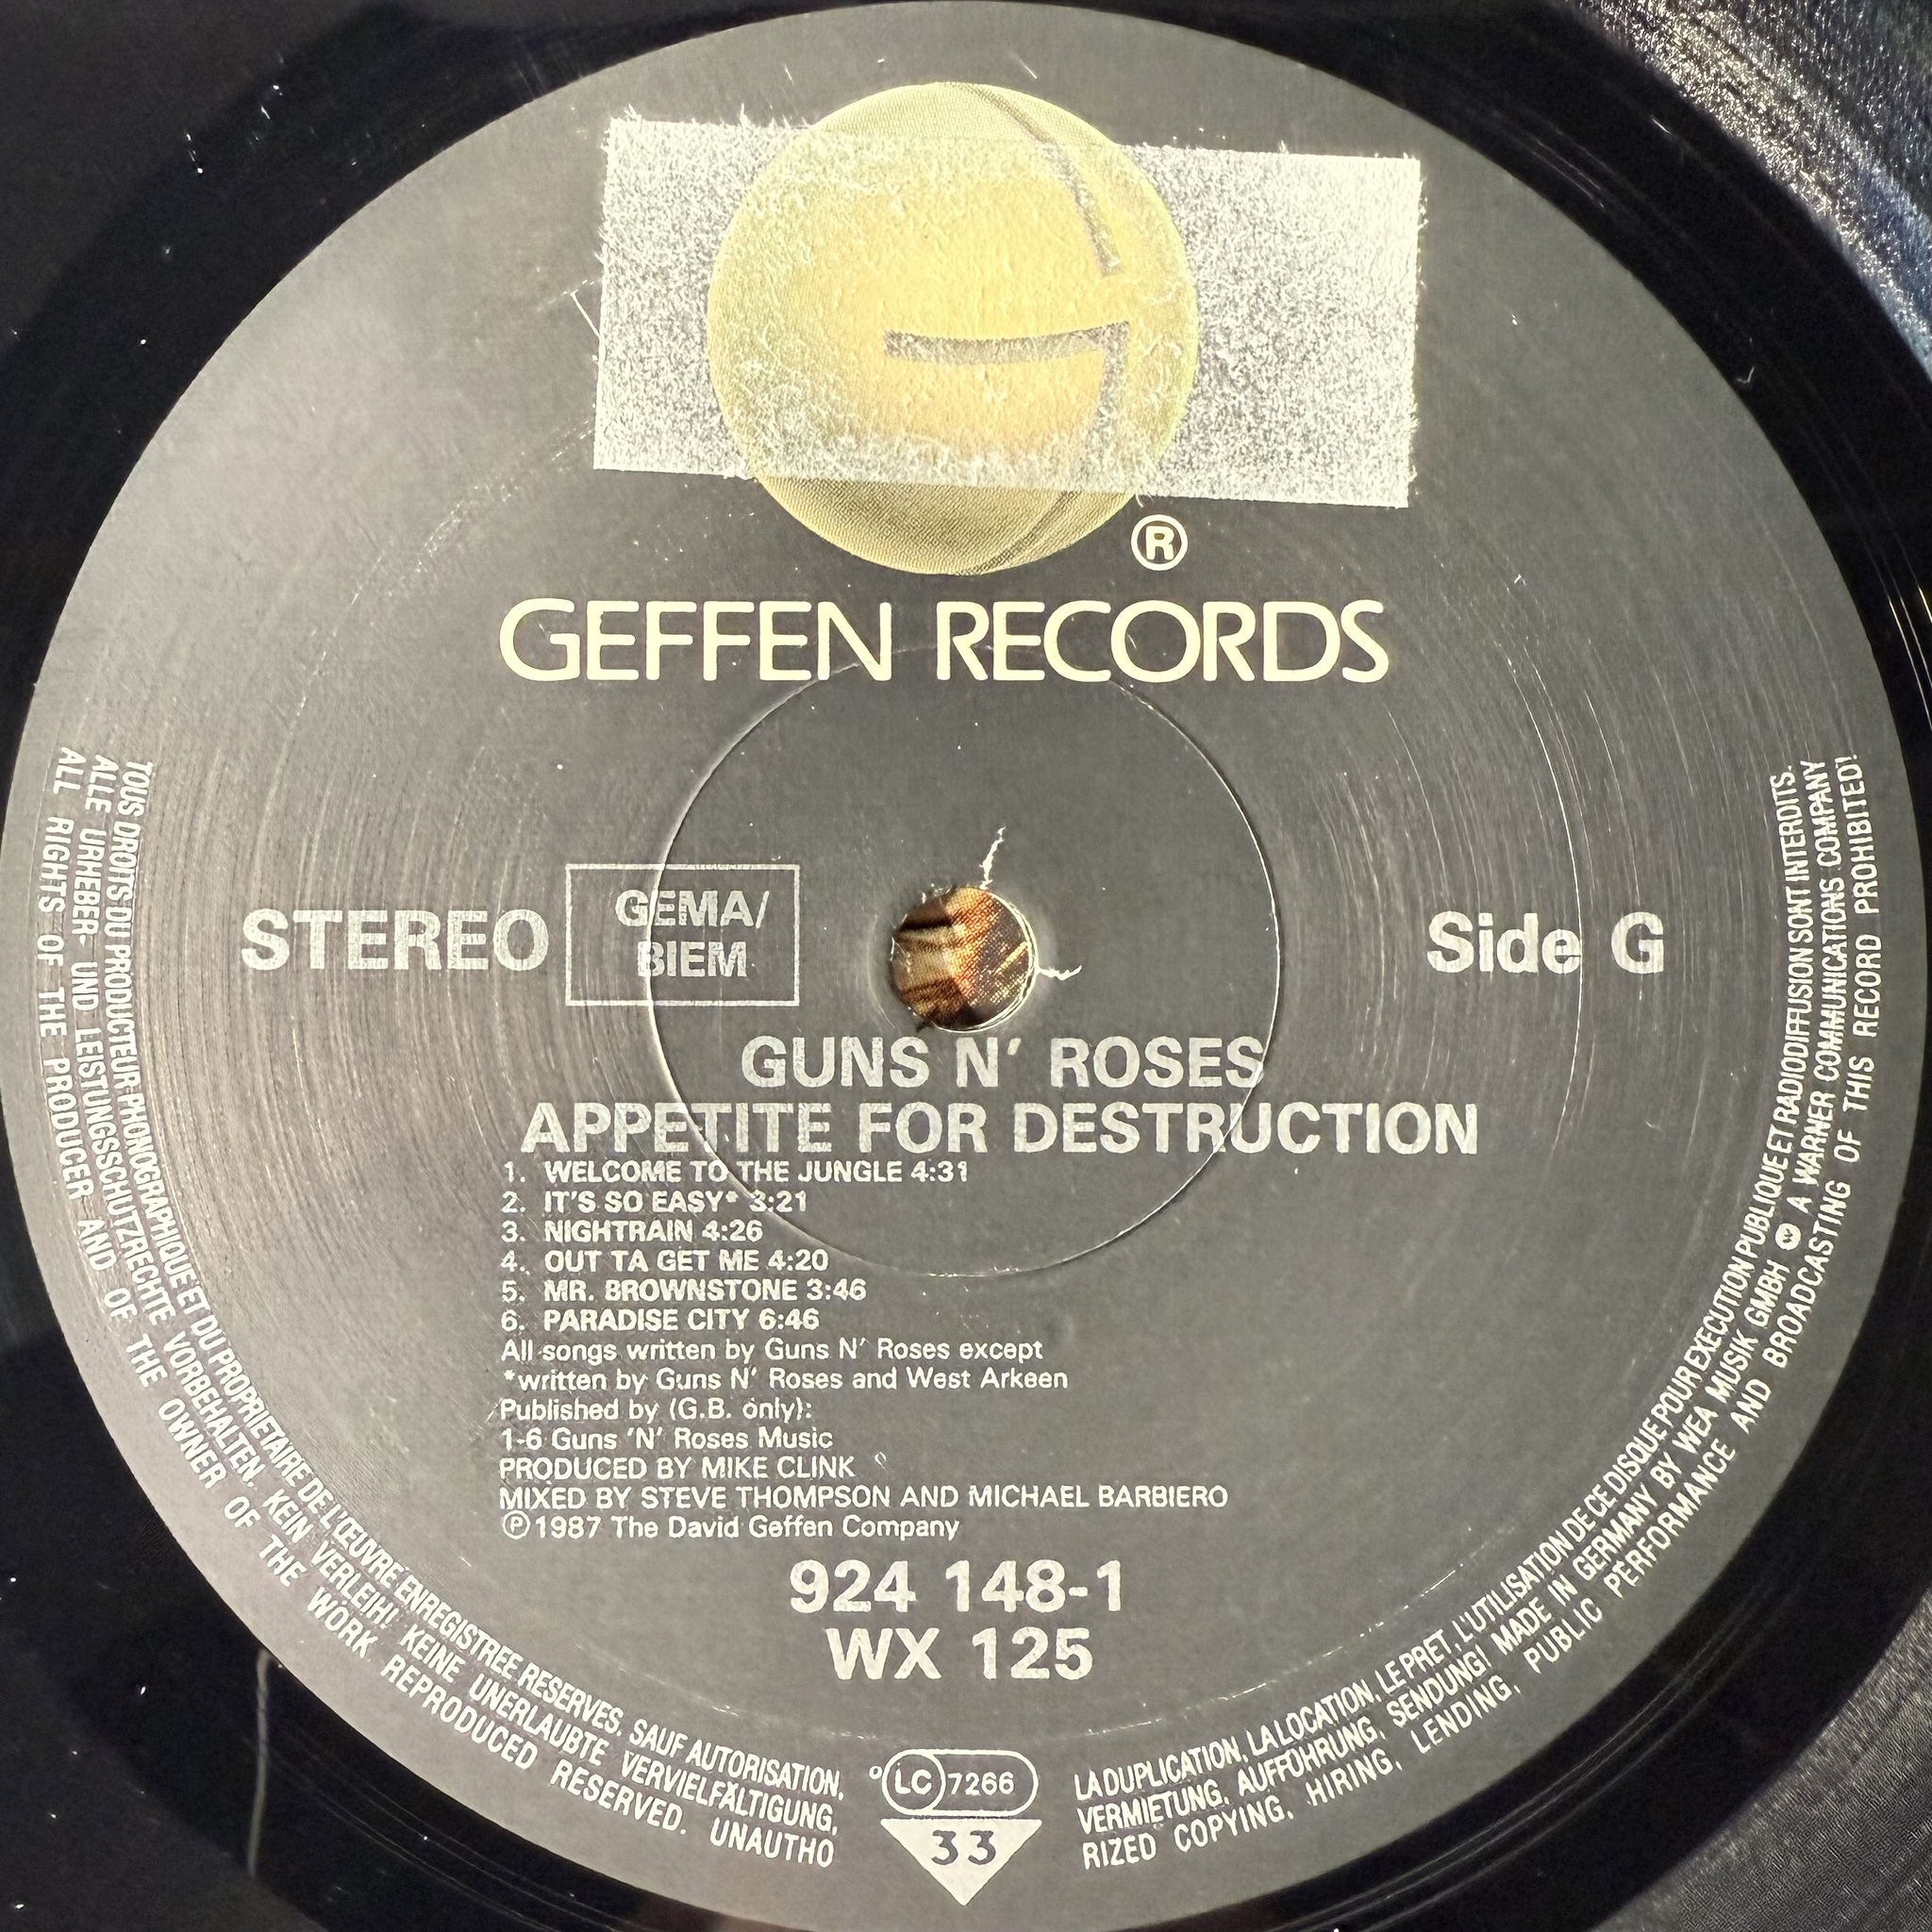 ®
GEFFEN RECORDS
STEREO
GEMA/
BIEM
Side G
GUNS N' ROSES
APPETITE FOR DESTRUCTION
1. WELCOME TO THE JUNGLE 4:31
2. IT'S SO EASY* 3:21
3. NIGHTRAIN 4:26
4. OUT TA GET ME 4:20
5. MR. BROWNSTONE 3:46
6. PARADISE CITY 6:46
All songs written by Guns N' Roses except
*written by Guns N' Roses and West Arkeen
Published by (G.B. only):
1-6 Guns 'N' Roses Music
PRODUCED BY MIKE CLINK
MIXED BY STEVE THOMPSON AND MICHAEL BARBIERO
℗1987 The David Geffen Company
924 148-1
WX 125
LC 7266
33
TOUS DROITS DU PRODUCTEUR PHONOGRAPHIQUE ET DU PROPRIETAIRE DE L'ŒUVRE ENREGISTREE RESERVES. SAUF AUTORISATION, LA DUPLICATION, LA LOCATION, LE PRET, L'UTILISATION DE CE DISQUE POUR EXECUTION PUBLIQUE ET RADIODIFFUSION SONT INTERDITS.
ALLE URHEBER- UND LEISTUNGSSCHUTZRECHTE VORBEHALTEN. KEIN VERLEIH! KEINE UNERLAUBTE VERVIELFÄLTIGUNG, VERMIETUNG, AUFFÜHRUNG, SENDUNG! MADE IN GERMANY BY WEA MUSIK GMBH A WARNER COMMUNICATIONS COMPANY
ALL RIGHTS OF THE PRODUCER AND OF THE OWNER OF THE WORK REPRODUCED RESERVED. UNAUTHORIZED COPYING, HIRING, LENDING, PUBLIC PERFORMANCE AND BROADCASTING OF THIS RECORD PROHIBITED!